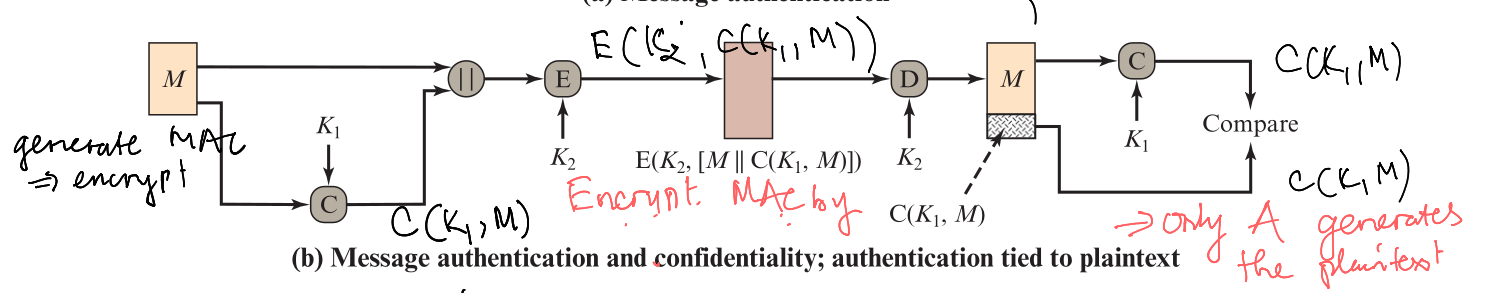 (a) Message authentication
E(K2, C(K1, M))
M
||
E
D
M
C
C(K1, M)
generate MAC
⇒ encrypt
K1
K2
E(K2, [M || C(K1, M)])
K2
K1
Compare
C
C(K1, M)
Encrypt MAC by
C(K1, M)
C(K, M)
⇒ only A generates
the plaintext
(b) Message authentication and confidentiality; authentication tied to plaintext